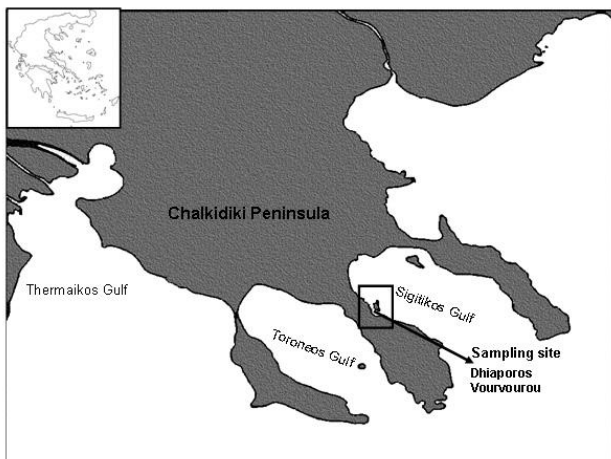 Chalkidiki Peninsula
Thermaikos Gulf
Sigitikos Gulf
Toroneos Gulf
Sampling site
Dhiaporos
Vourvourou